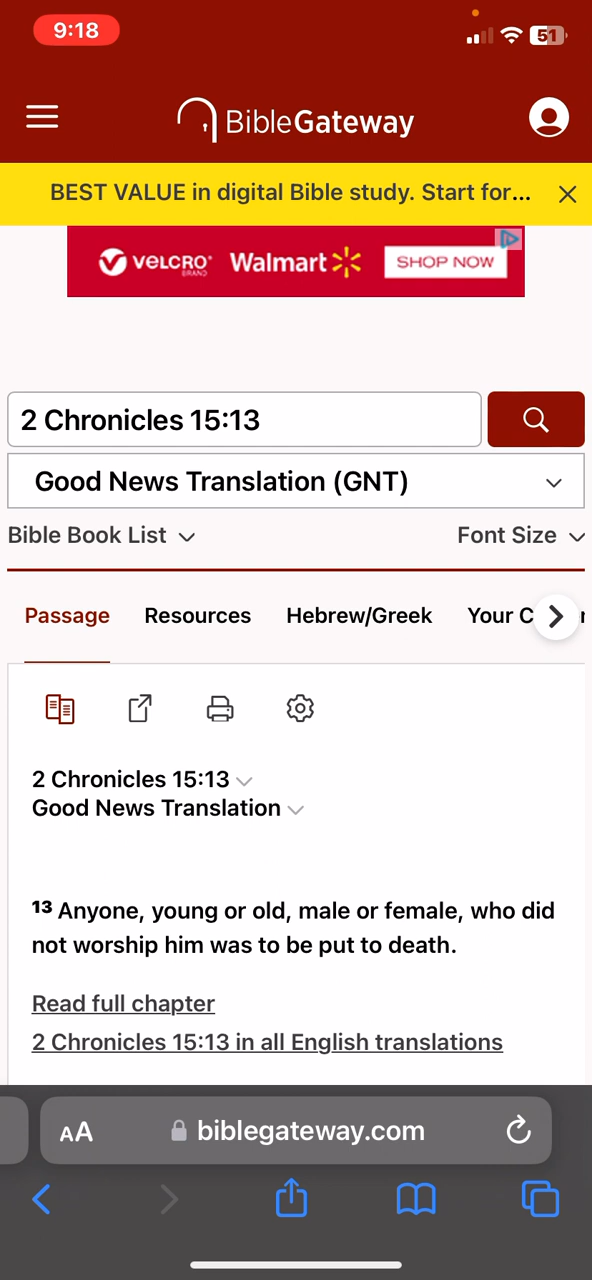 9:18
51
BibleGateway
BEST VALUE in digital Bible study. Start for...
VELCRO BRAND Walmart SHOP NOW
2 Chronicles 15:13
Good News Translation (GNT)
Bible Book List Font Size
Passage Resources Hebrew/Greek Your C
2 Chronicles 15:13
Good News Translation
13 Anyone, young or old, male or female, who did
not worship him was to be put to death.
Read full chapter
2 Chronicles 15:13 in all English translations
AA biblegateway.com